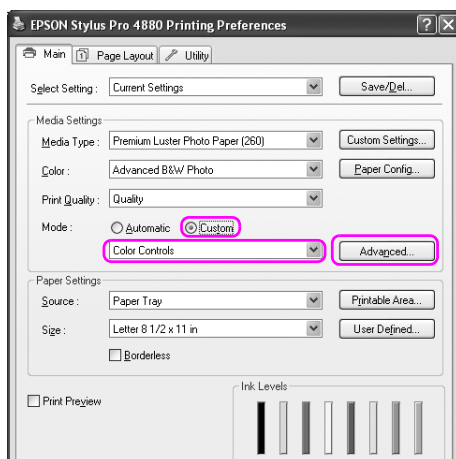 EPSON Stylus Pro 4880 Printing Preferences
Main Page Layout Utility
Select Setting : Current Settings Save/Del...
Media Settings
Media Type : Premium Luster Photo Paper (260) Custom Settings...
Color : Advanced B&W Photo Paper Config...
Print Quality : Quality
Mode : Automatic Custom
Color Controls Advanced...
Paper Settings
Source : Paper Tray Printable Area...
Size : Letter 8 1/2 x 11 in User Defined...
Borderless
Ink Levels
Print Preview